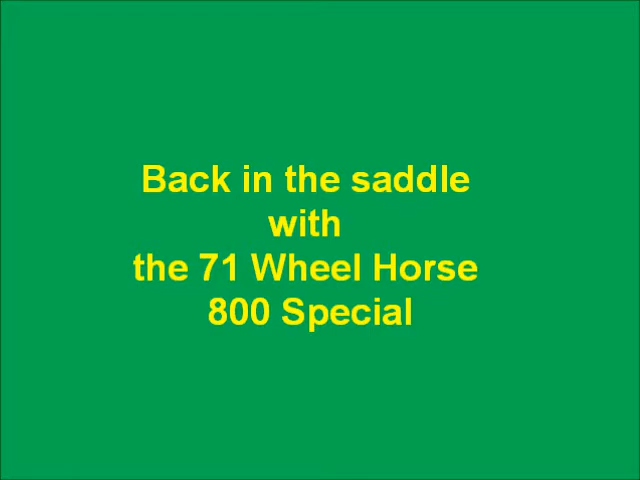 Back in the saddle
with
the 71 Wheel Horse
800 Special